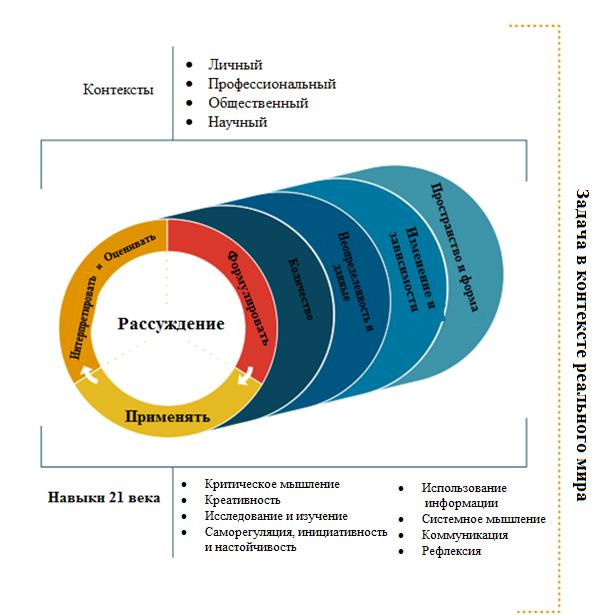 Контексты
• Личный
• Профессиональный
• Общественный
• Научный
Интерпретировать и Оценивать
Формулировать
Применять
Рассуждение
Количество
Неопределенность и
данные
Изменение и
зависимости
Пространство и форма
Задача в контексте реального мира
Навыки 21 века
• Критическое мышление
• Креативность
• Исследование и изучение
• Саморегуляция, инициативность
и настойчивость
• Использование
информации
• Системное мышление
• Коммуникация
• Рефлексия